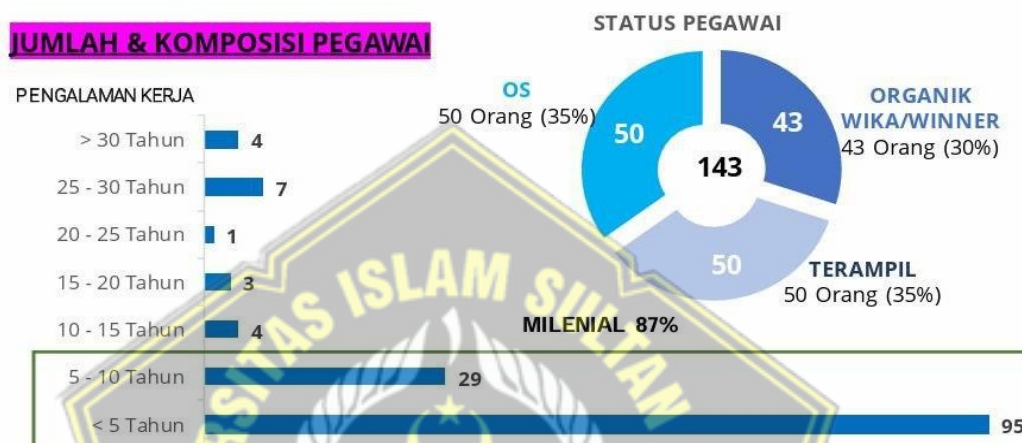 JUMLAH & KOMPOSISI PEGAWAI
PENGALAMAN KERJA
> 30 Tahun 4
25 - 30 Tahun 7
20 - 25 Tahun 1
15 - 20 Tahun 3
10 - 15 Tahun 4
5 - 10 Tahun 29
< 5 Tahun 95
STATUS PEGAWAI
OS
50 Orang (35%)
50
43
143
50
ORGANIK
WIKA/WINNER
43 Orang (30%)
TERAMPIL
50 Orang (35%)
MILENIAL 87%
RSITAS ISLAM SULTAN